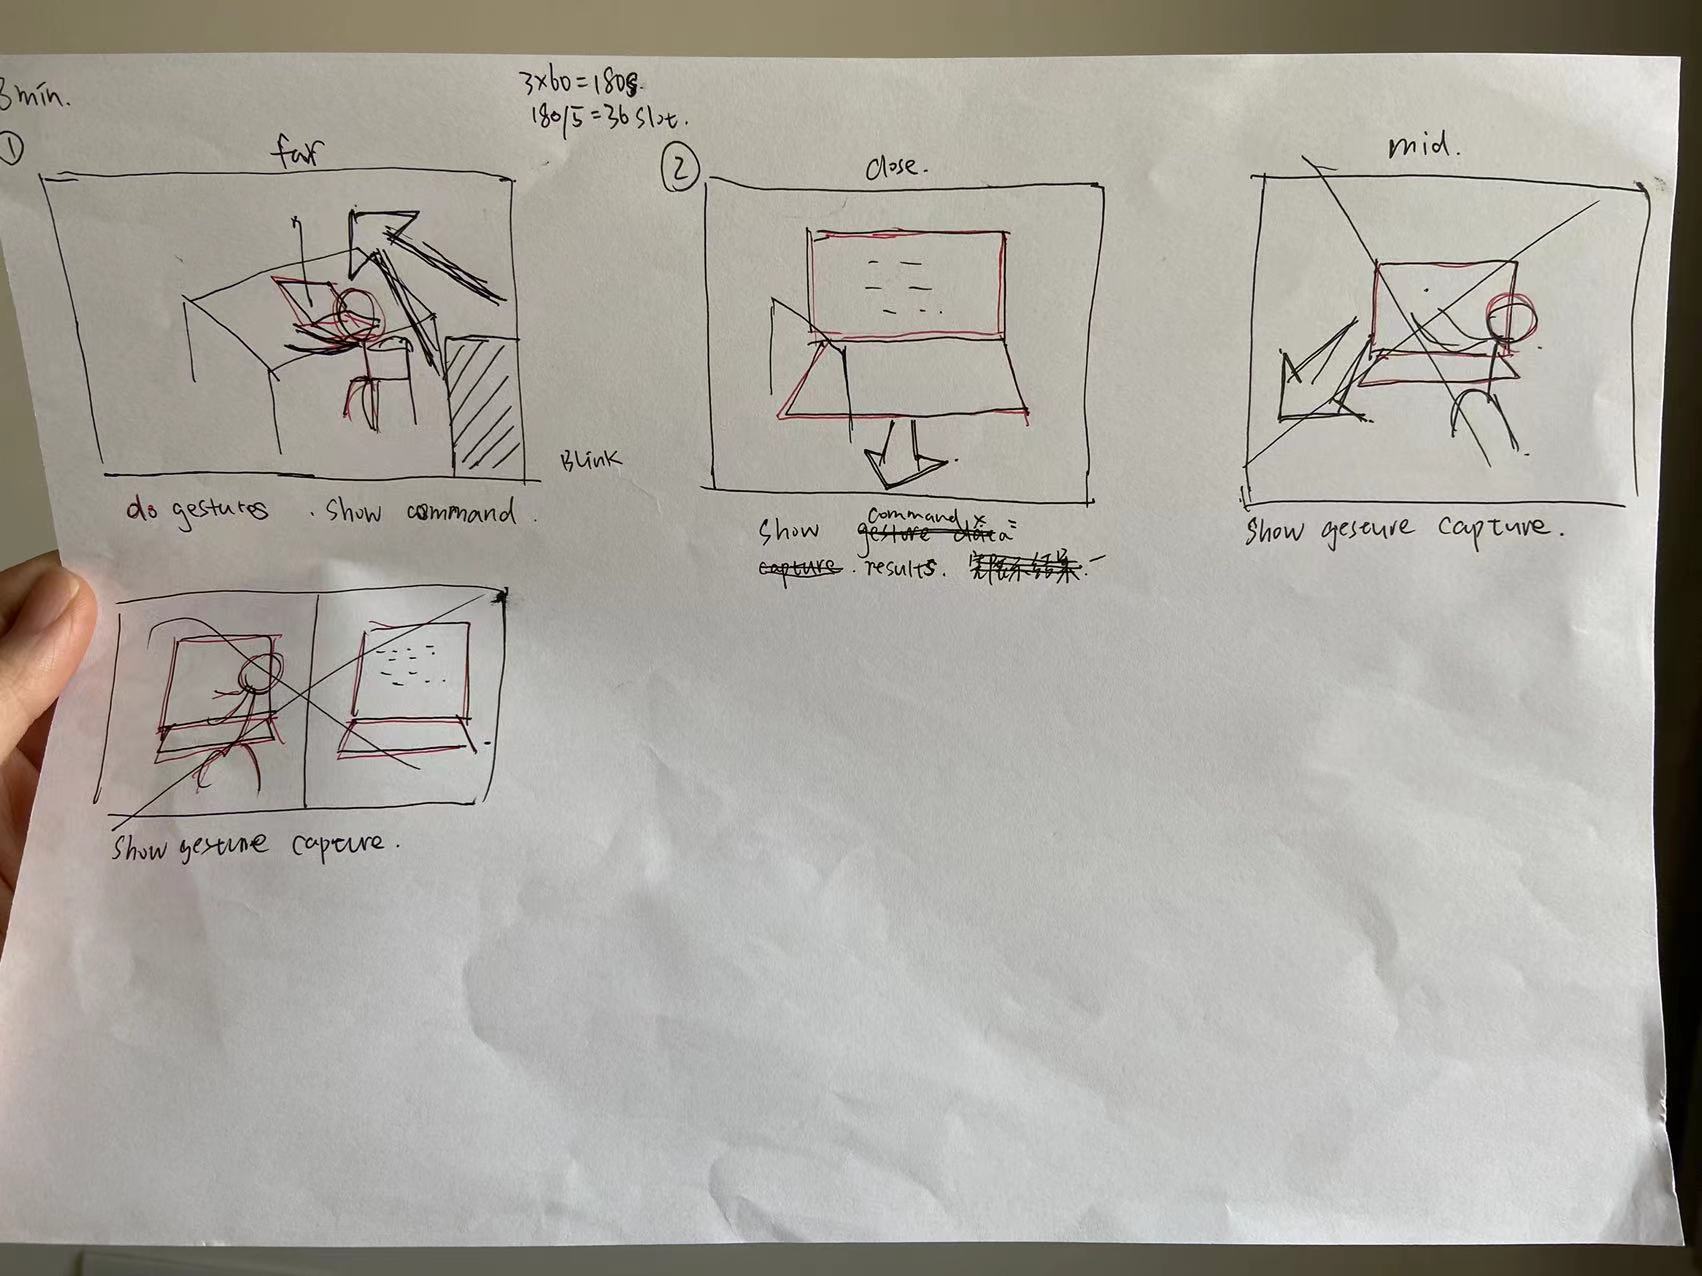 3min.
3x60=180s.
180/5=36 slot.
①
far
②
close.
mid.
Blink
do gestures . show command.
show command
gesture data
capture . results.
show gesture capture.
show gesture capture.